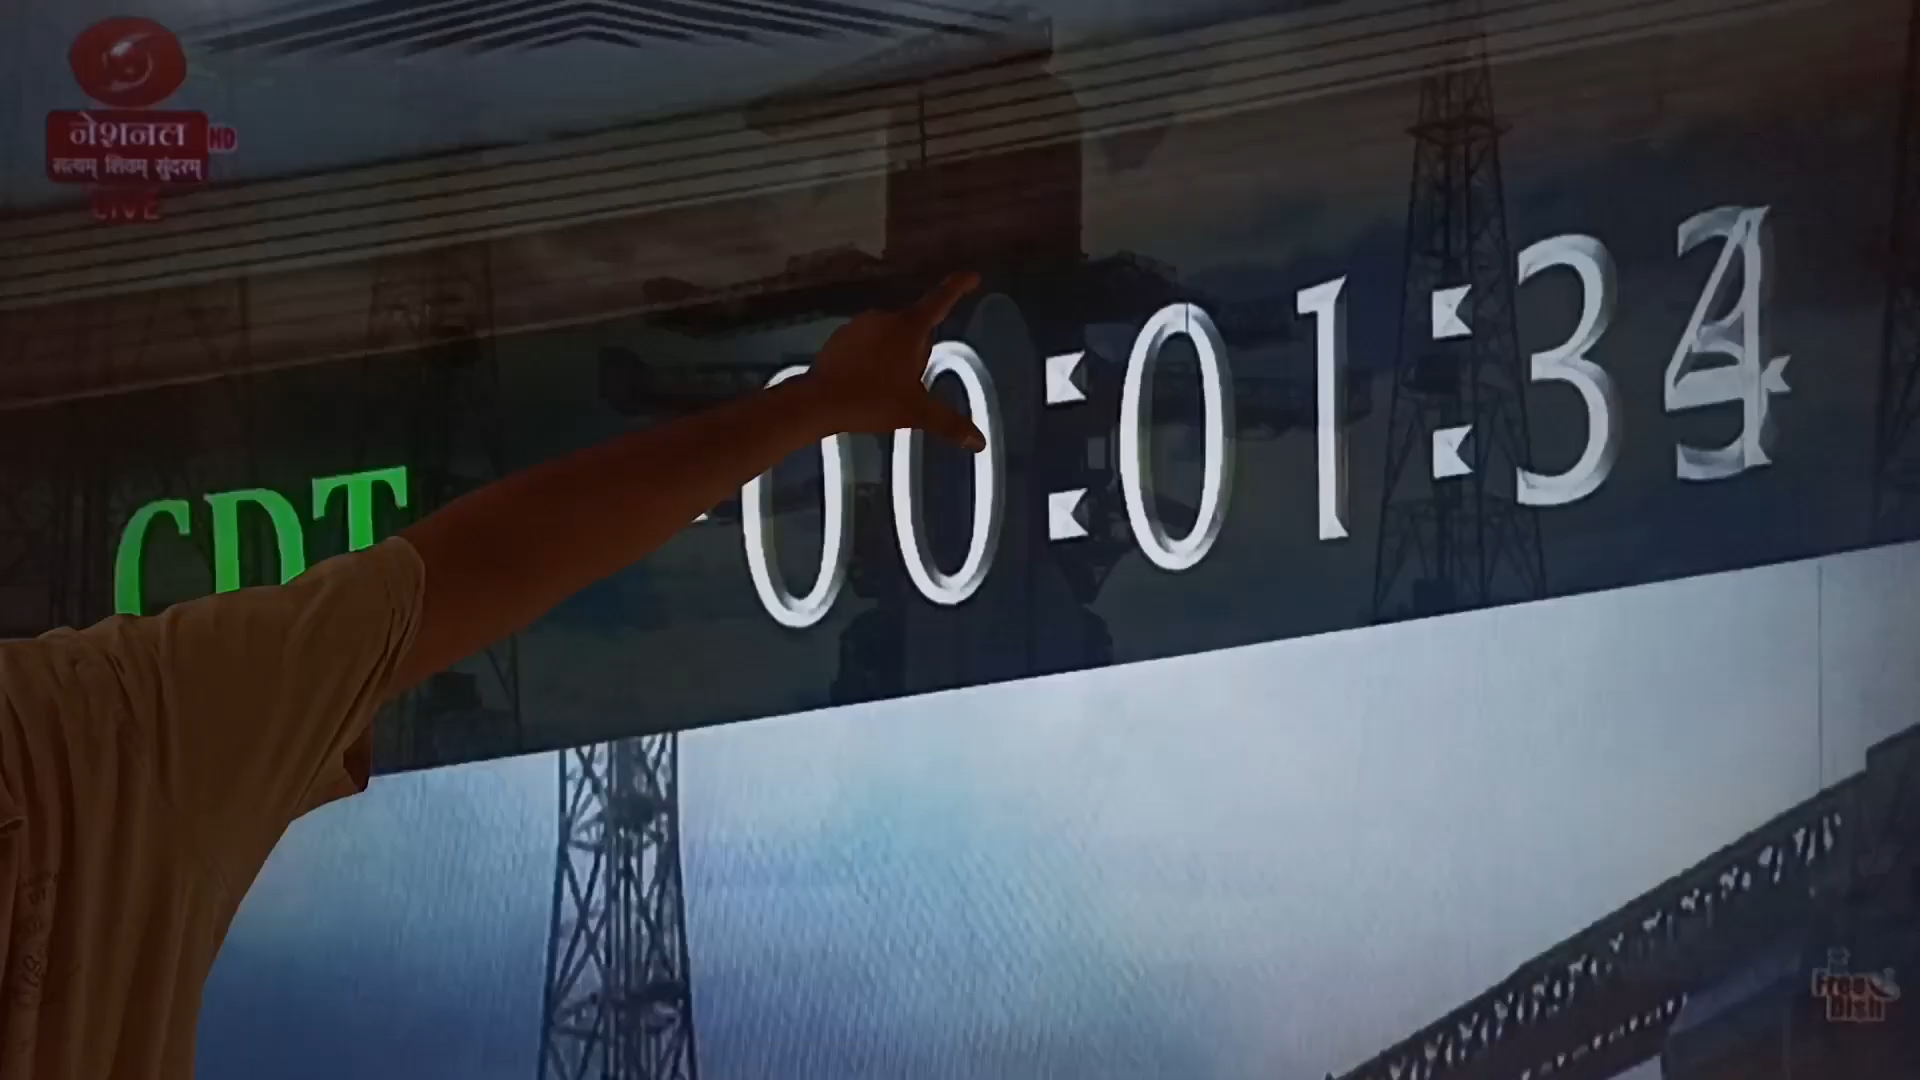 नेशनल HD
सत्यम् शिवम् सुंदरम्
LIVE
CDT -00:01:34
Free Dish